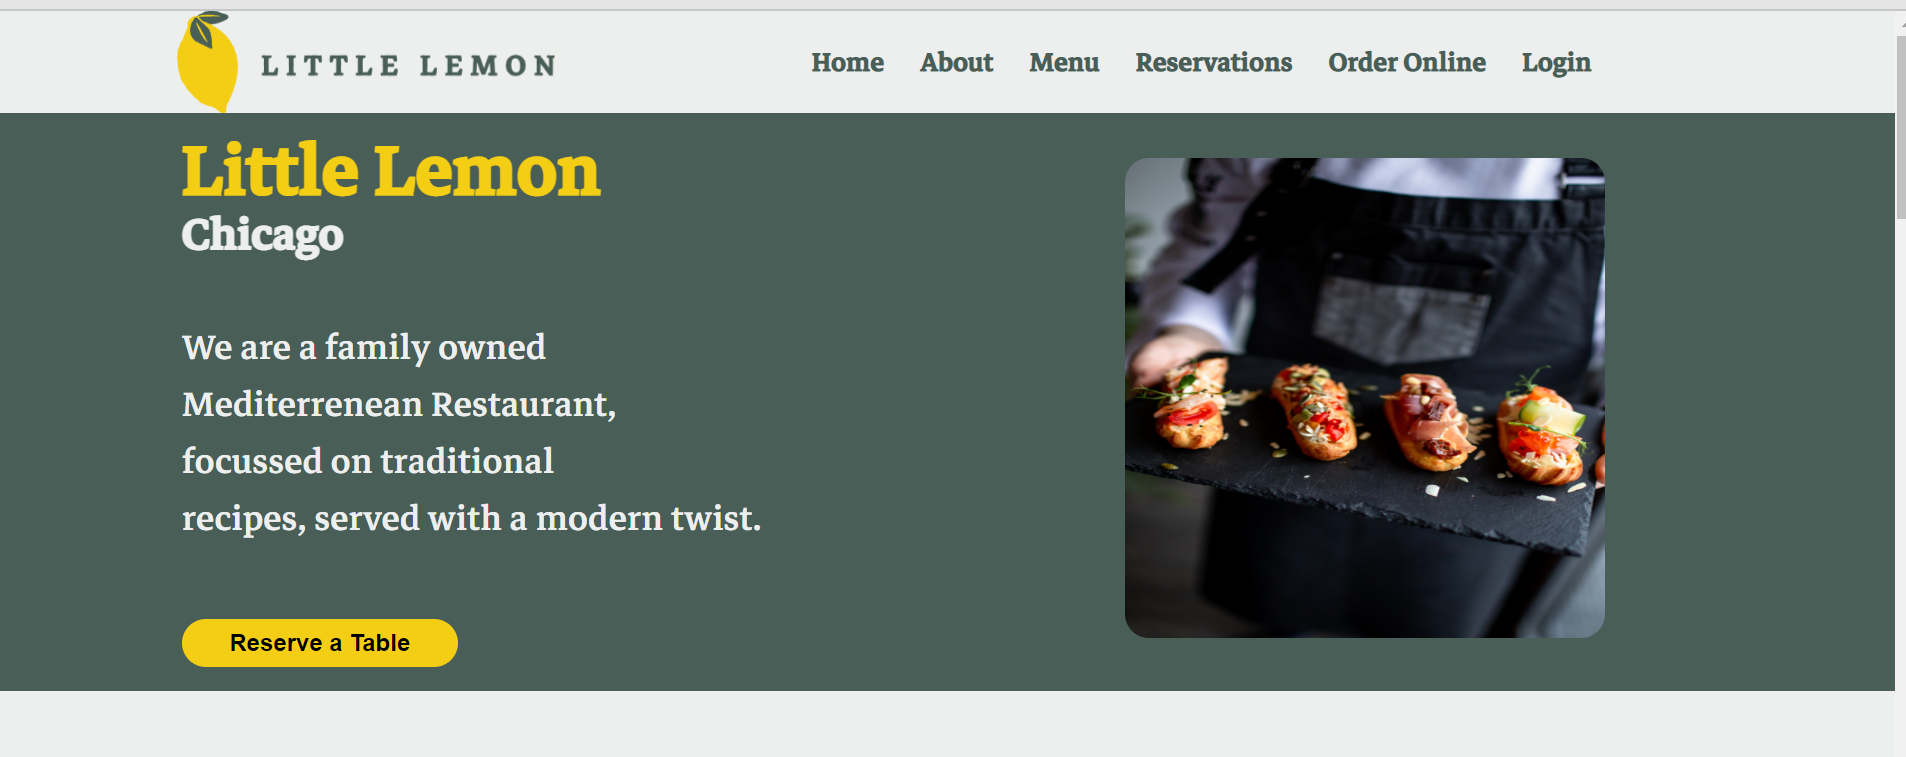 LITTLE LEMON
Home About Menu Reservations Order Online Login
Little Lemon
Chicago
We are a family owned
Mediterrenean Restaurant,
focussed on traditional
recipes, served with a modern twist.
Reserve a Table